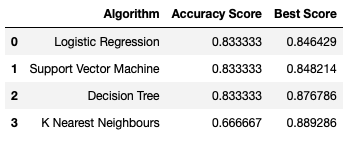 Algorithm Accuracy Score Best Score
0 Logistic Regression 0.833333 0.846429
1 Support Vector Machine 0.833333 0.848214
2 Decision Tree 0.833333 0.876786
3 K Nearest Neighbours 0.666667 0.889286